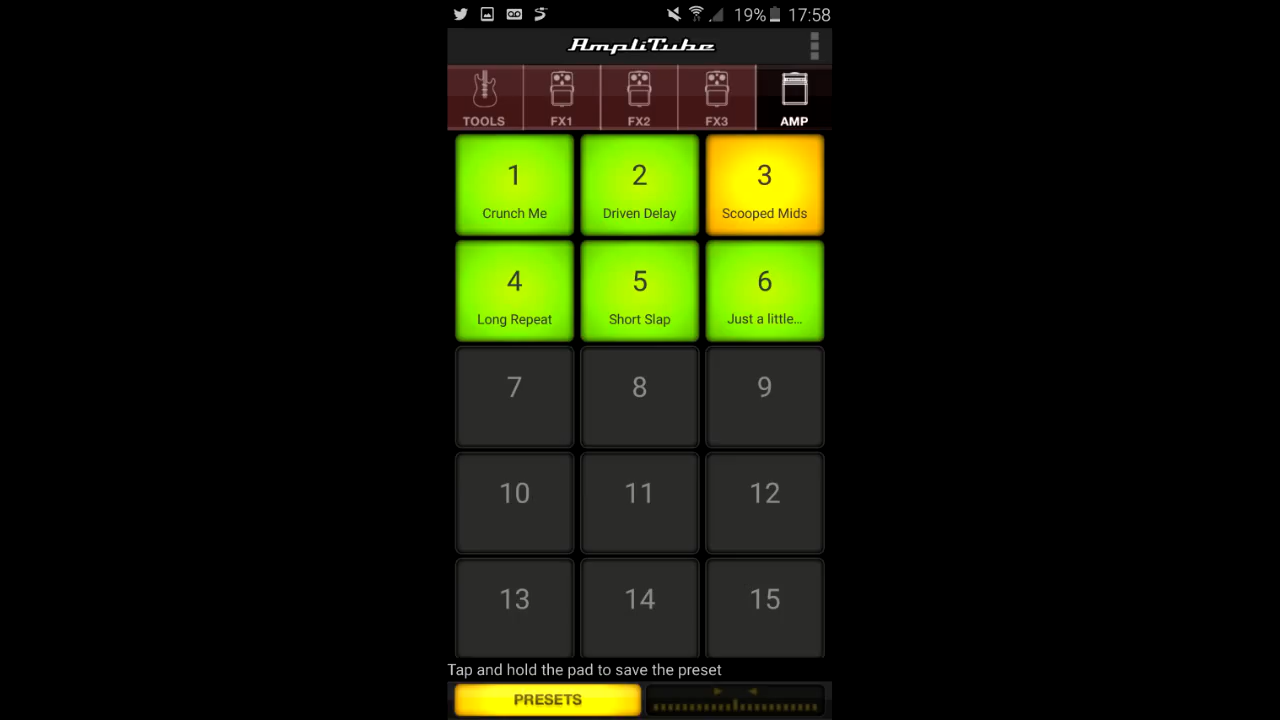 19% 17:58
AmpliTube
TOOLS FX1 FX2 FX3 AMP
1 2 3
Crunch Me Driven Delay Scooped Mids
4 5 6
Long Repeat Short Slap Just a little...
7 8 9
10 11 12
13 14 15
Tap and hold the pad to save the preset
PRESETS